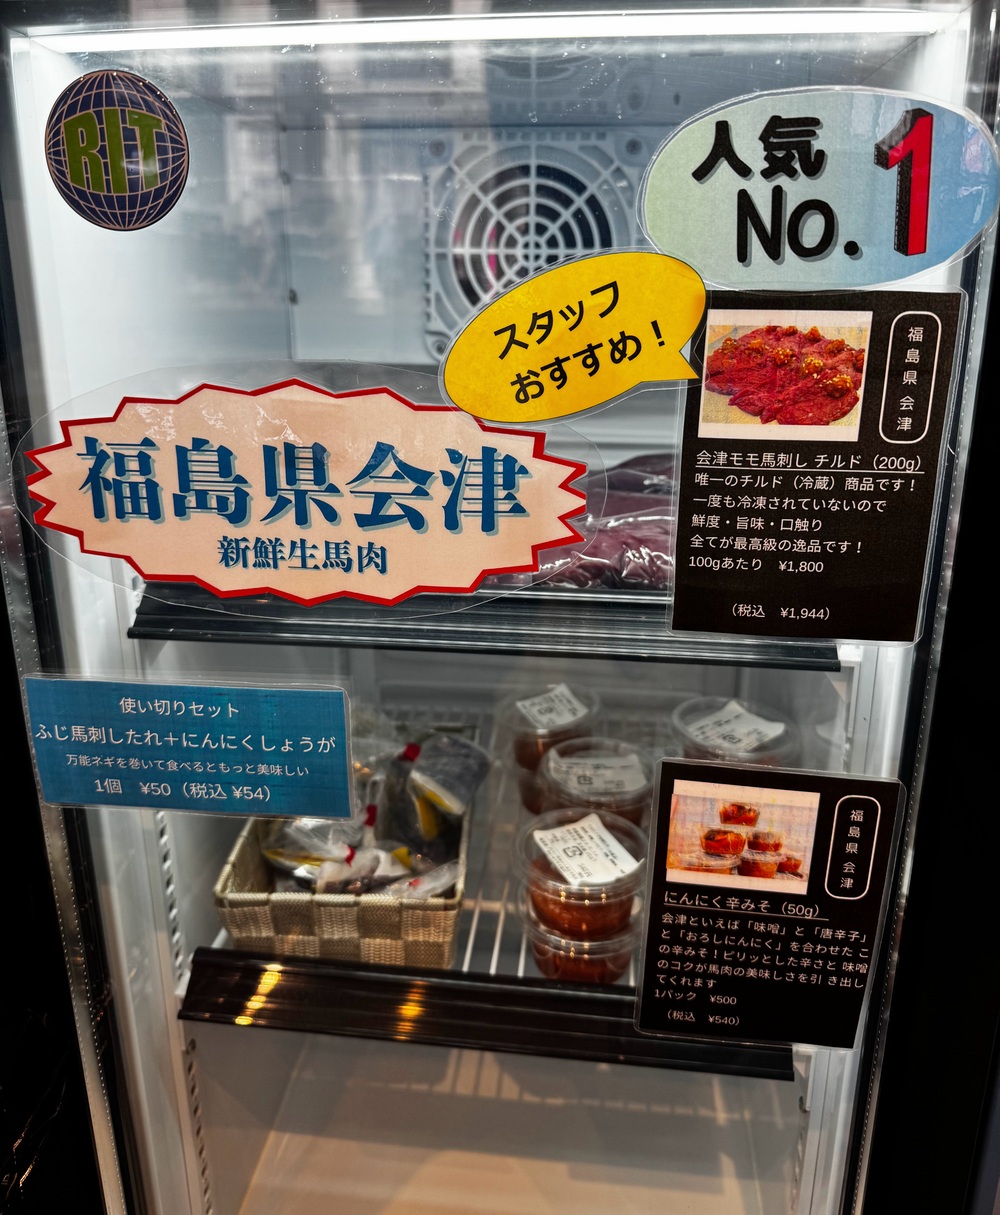 RIT
人気
No.1
スタッフ
おすすめ！
福島県会津
新鮮生馬肉
福島県会津
会津モモ馬刺し チルド（200g）
唯一のチルド（冷蔵）商品です！
一度も冷凍されていないので
鮮度・旨味・口触り
全てが最高級の逸品です！
100gあたり　¥1,800
（税込　¥1,944）
使い切りセット
ふじ馬刺したれ＋にんにくしょうが
万能ネギを巻いて食べるともっと美味しい
1個　¥50（税込 ¥54）
福島県会津
にんにく辛みそ（50g）
会津といえば「味噌」と「唐辛子」
と「おろしにんにく」を合わせた こ
の辛みそ！ピリッとした辛さと 味噌
のコクが馬肉の美味しさを引 き出し
てくれます
1パック　¥500
（税込　¥540）